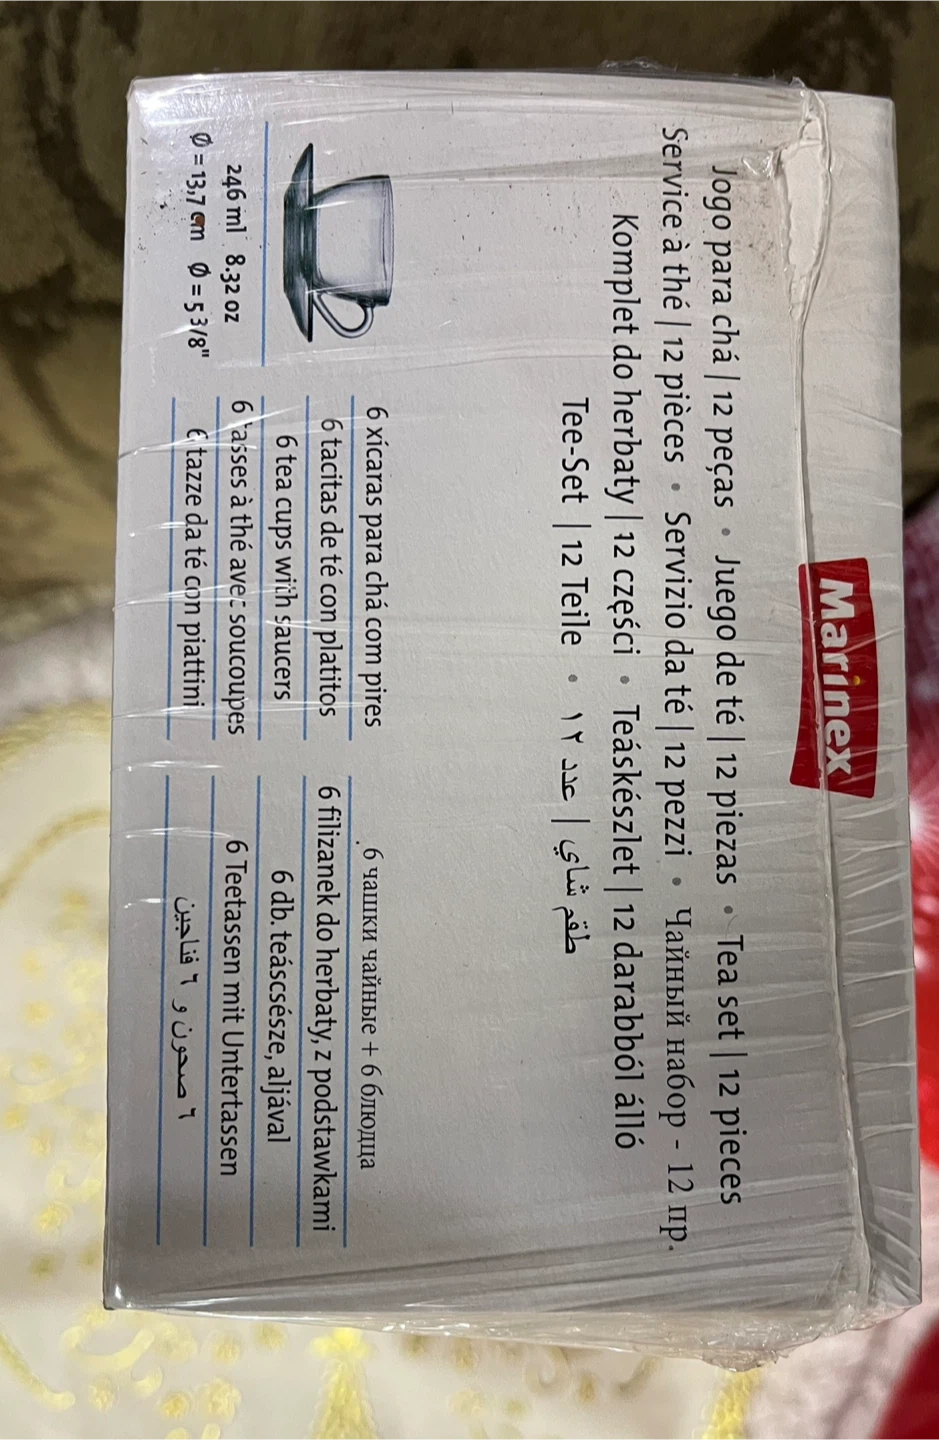 Marinex
Jogo para chá | 12 peças • Juego de té | 12 piezas • Tea set | 12 pieces
Service à thé | 12 pièces • Servizio da té | 12 pezzi • Чайный набор - 12 пр.
Komplet do herbaty | 12 części • Teáskészlet | 12 darabból álló
Tee-Set | 12 Teile • طقم شاي | عدد ١٢
6 xícaras para chá com pires
6 tacitas de té con platitos
6 tea cups with saucers
6 tasses à thé avec soucoupes
6 tazze da té con piattini
6 чашки чайные + 6 блюдца
6 filizanek do herbaty, z podstawkami
6 db. teáscsésze, aljával
6 Teetassen mit Untertassen
٦ صحون و ٦ فناجين
246 ml 8.32 oz
Ø = 13,7 cm Ø = 5 3/8"